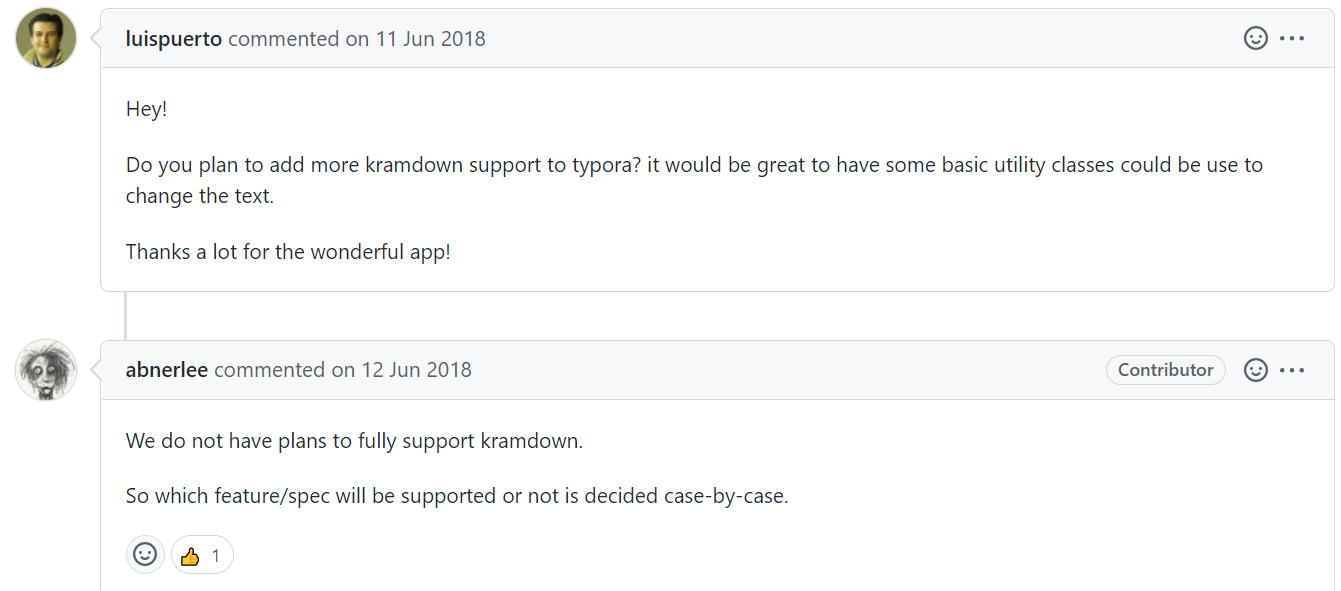 luispuerto commented on 11 Jun 2018
Hey!
Do you plan to add more kramdown support to typora? it would be great to have some basic utility classes could be use to
change the text.
Thanks a lot for the wonderful app!
abnerlee commented on 12 Jun 2018 Contributor
We do not have plans to fully support kramdown.
So which feature/spec will be supported or not is decided case-by-case.
1